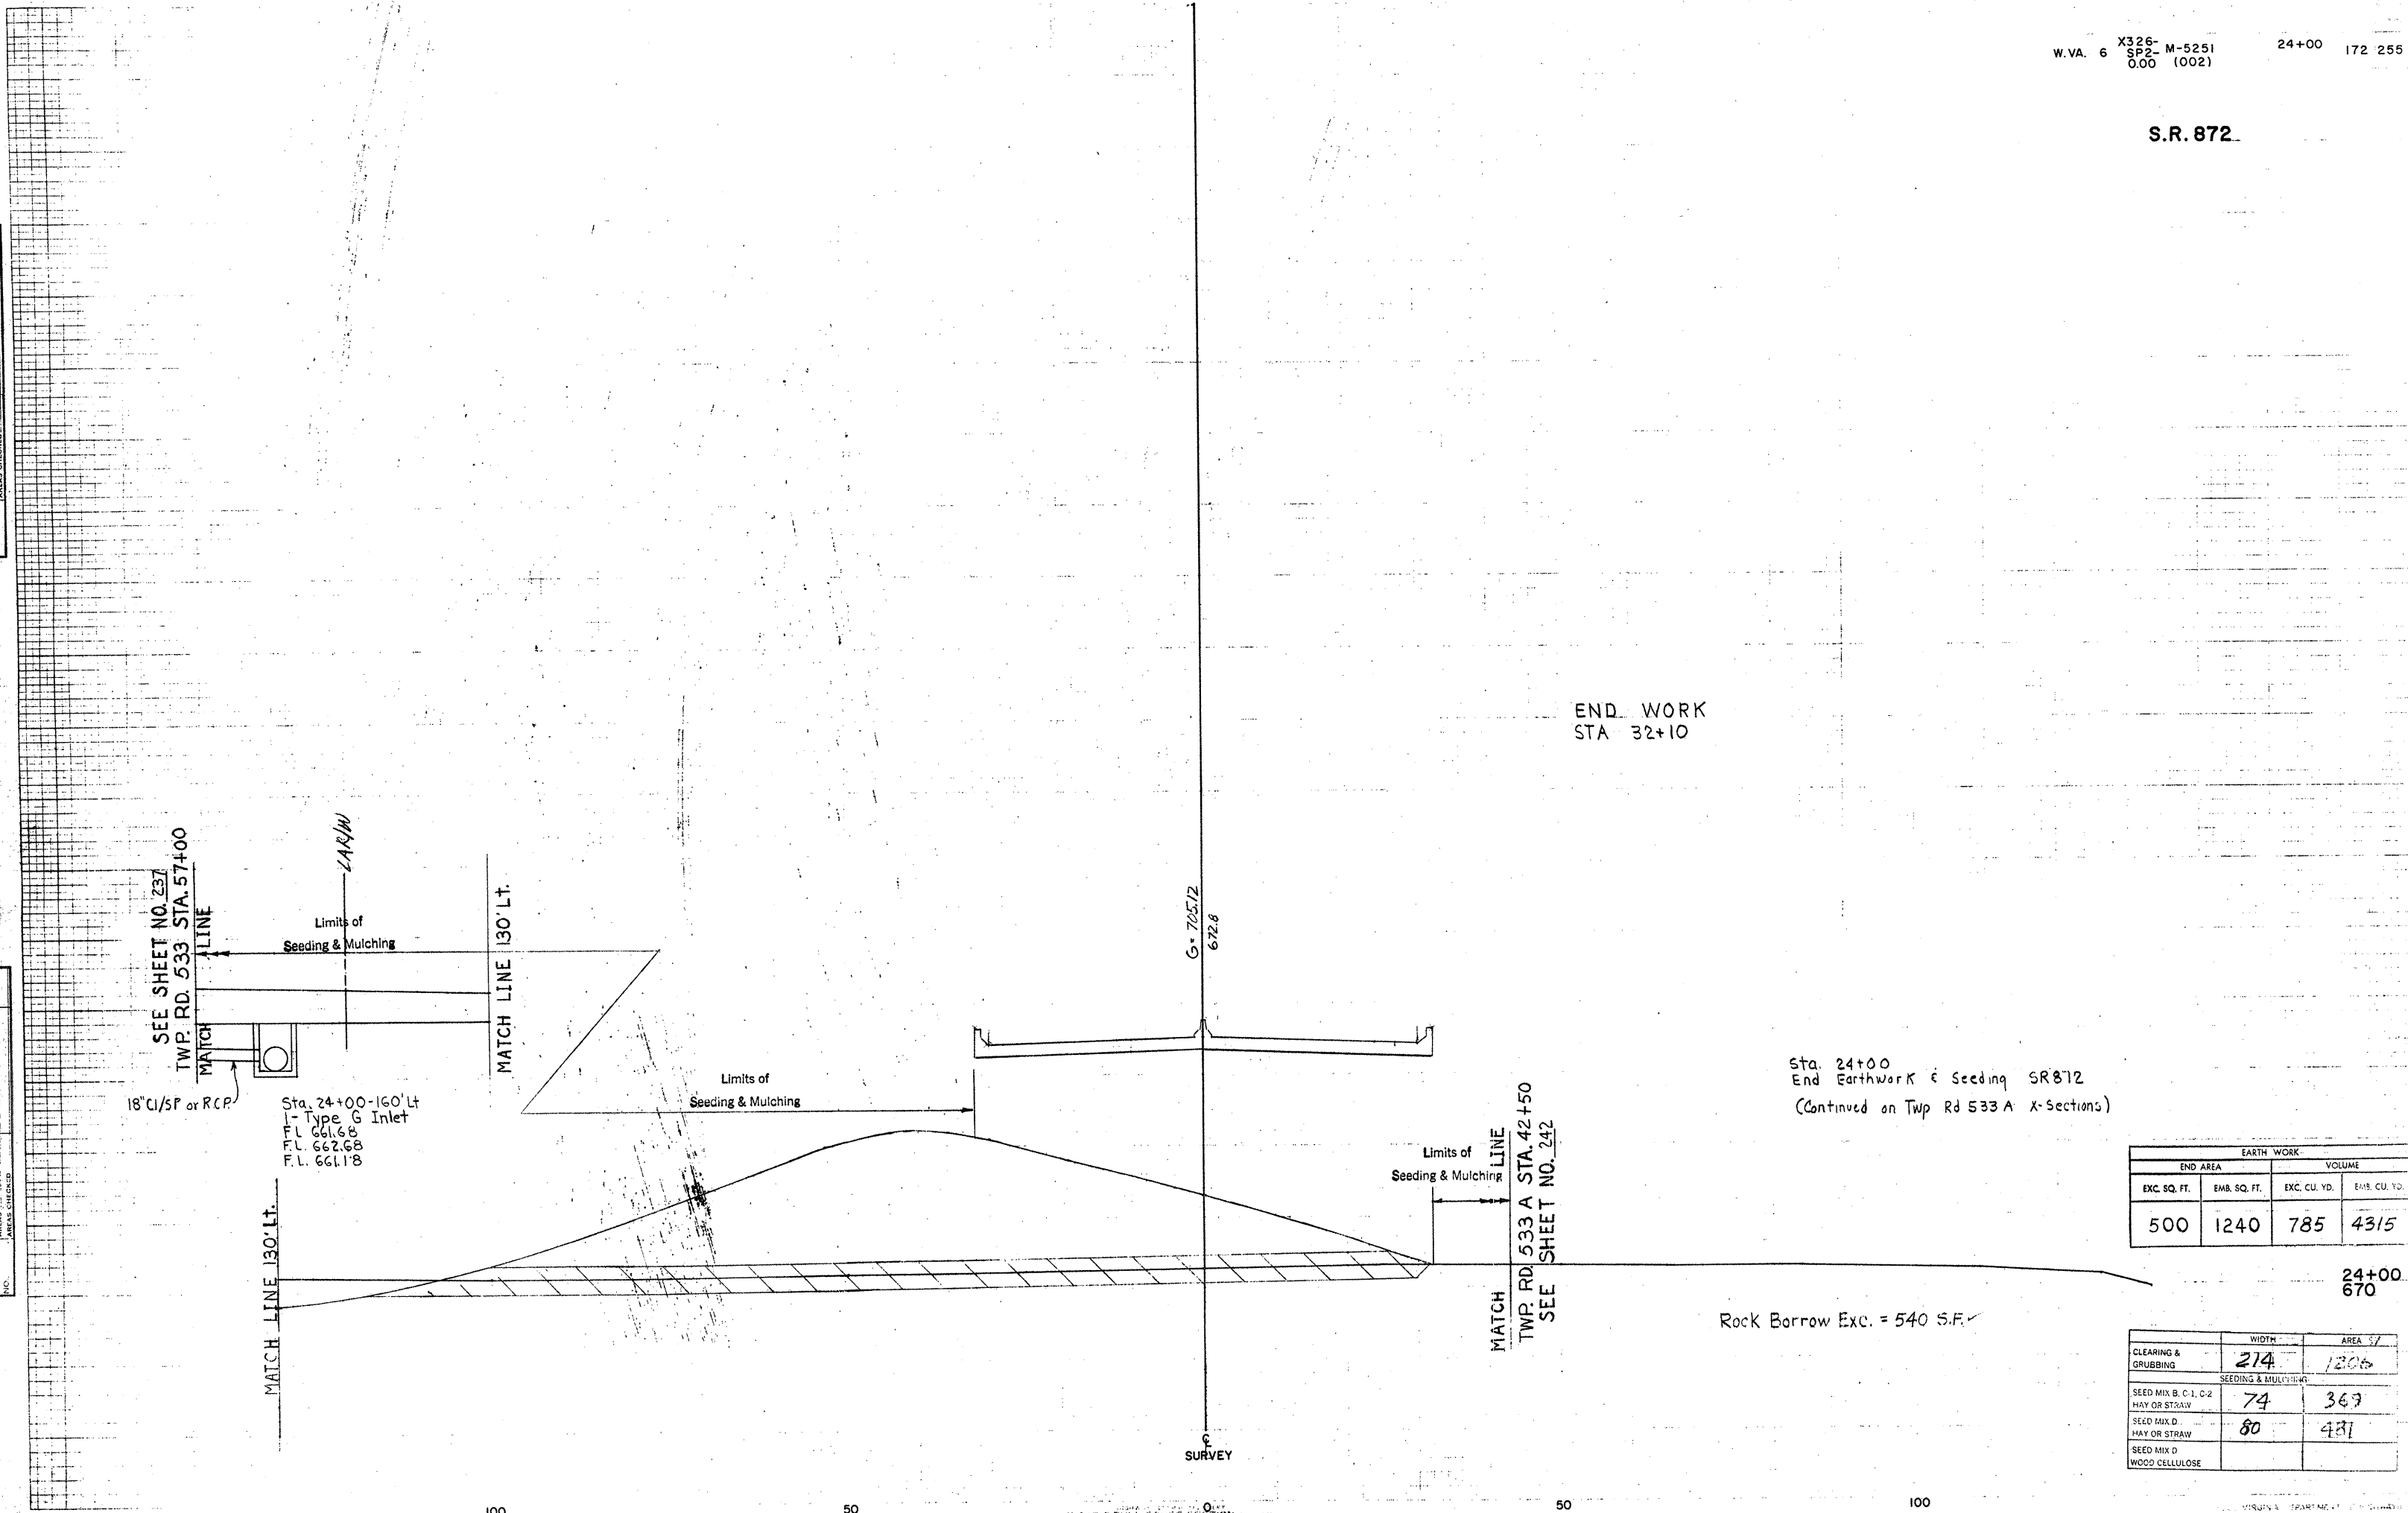 W.VA. 6 X326-SP2-0.00 M-5251 (002) 24+00 172 255
S.R. 872
END WORK
STA 32+10
SEE SHEET NO. 237
TWP. RD. 533 STA. 57+00
MATCH LINE
LAR/W
Limits of
Seeding & Mulching
MATCH LINE 130' Lt.
G= 705.12
672.8
18" CI/SP or R.C.P.
Sta. 24+00-160' Lt
1- Type G Inlet
FL 661.68
F.L. 662.68
F.L. 661.18
Limits of
Seeding & Mulching
MATCH LINE 130' Lt.
Limits of
Seeding & Mulching
MATCH LINE
TWP. RD. 533 A STA. 42+50
SEE SHEET NO. 242
Sta. 24+00
End Earthwork & Seeding SR872
(Continued on Twp Rd 533 A X-Sections)
EARTH WORK
END AREA VOLUME
EXC. SQ. FT. EMB. SQ. FT. EXC. CU. YD. EMB. CU. YD.
500 1240 785 4315
24+00
670
Rock Borrow Exc. = 540 S.F.
WIDTH AREA
CLEARING &
GRUBBING 214 1206
SEEDING & MULCHING
SEED MIX B, C-1, C-2
HAY OR STRAW 74
SEED MIX D
HAY OR STRAW 80 431
SEED MIX D
WOOD CELLULOSE
℄
SURVEY
100 50 0 50 100
AREAS CHECKED
NO.